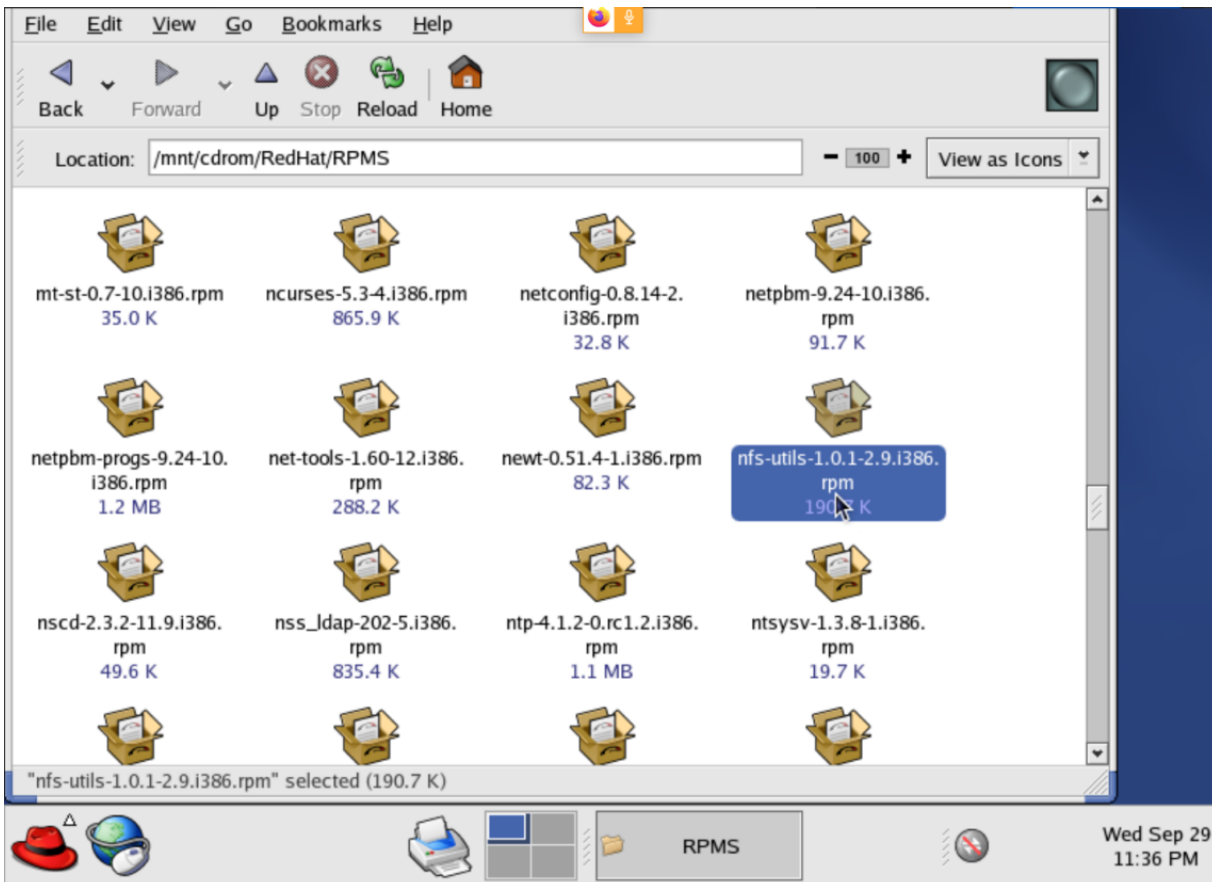 File Edit View Go Bookmarks Help
Back Forward Up Stop Reload Home
Location: /mnt/cdrom/RedHat/RPMS 100 View as Icons
mt-st-0.7-10.i386.rpm
35.0 K
ncurses-5.3-4.i386.rpm
865.9 K
netconfig-0.8.14-2.
i386.rpm
32.8 K
netpbm-9.24-10.i386.
rpm
91.7 K
netpbm-progs-9.24-10.
i386.rpm
1.2 MB
net-tools-1.60-12.i386.
rpm
288.2 K
newt-0.51.4-1.i386.rpm
82.3 K
nfs-utils-1.0.1-2.9.i386.
rpm
190.7 K
nscd-2.3.2-11.9.i386.
rpm
49.6 K
nss_ldap-202-5.i386.
rpm
835.4 K
ntp-4.1.2-0.rc1.2.i386.
rpm
1.1 MB
ntsysv-1.3.8-1.i386.
rpm
19.7 K
"nfs-utils-1.0.1-2.9.i386.rpm" selected (190.7 K)
RPMS
Wed Sep 29
11:36 PM